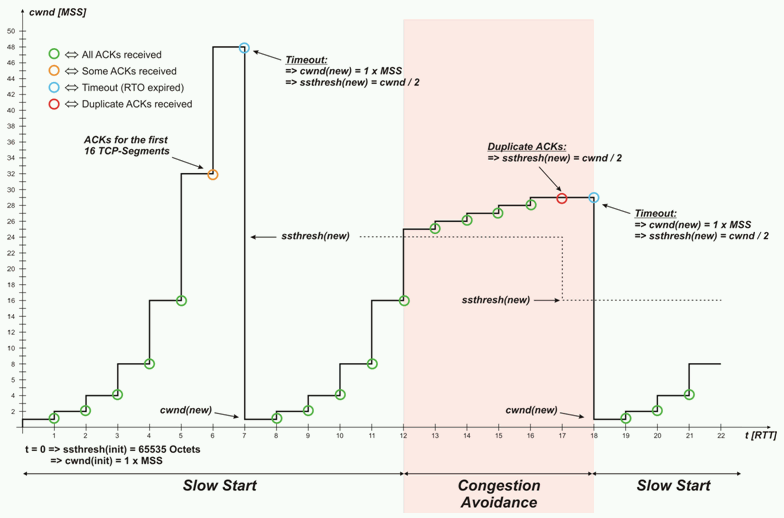 cwnd [MSS]
50
48
46
44
42
40
38
36
34
32
30
28
26
24
22
20
18
16
14
12
10
8
6
4
2
⇔ All ACKs received
⇔ Some ACKs received
⇔ Timeout (RTO expired)
⇔ Duplicate ACKs received
Timeout:
=> cwnd(new) = 1 x MSS
=> ssthresh(new) = cwnd / 2
ACKs for the first
16 TCP-Segments
Duplicate ACKs:
=> ssthresh(new) = cwnd / 2
Timeout:
=> cwnd(new) = 1 x MSS
=> ssthresh(new) = cwnd / 2
ssthresh(new)
ssthresh(new)
cwnd(new)
cwnd(new)
1 2 3 4 5 6 7 8 9 10 11 12 13 14 15 16 17 18 19 20 21 22
t [RTT]
t = 0 => ssthresh(init) = 65535 Octets
=> cwnd(init) = 1 x MSS
Slow Start
Congestion
Avoidance
Slow Start